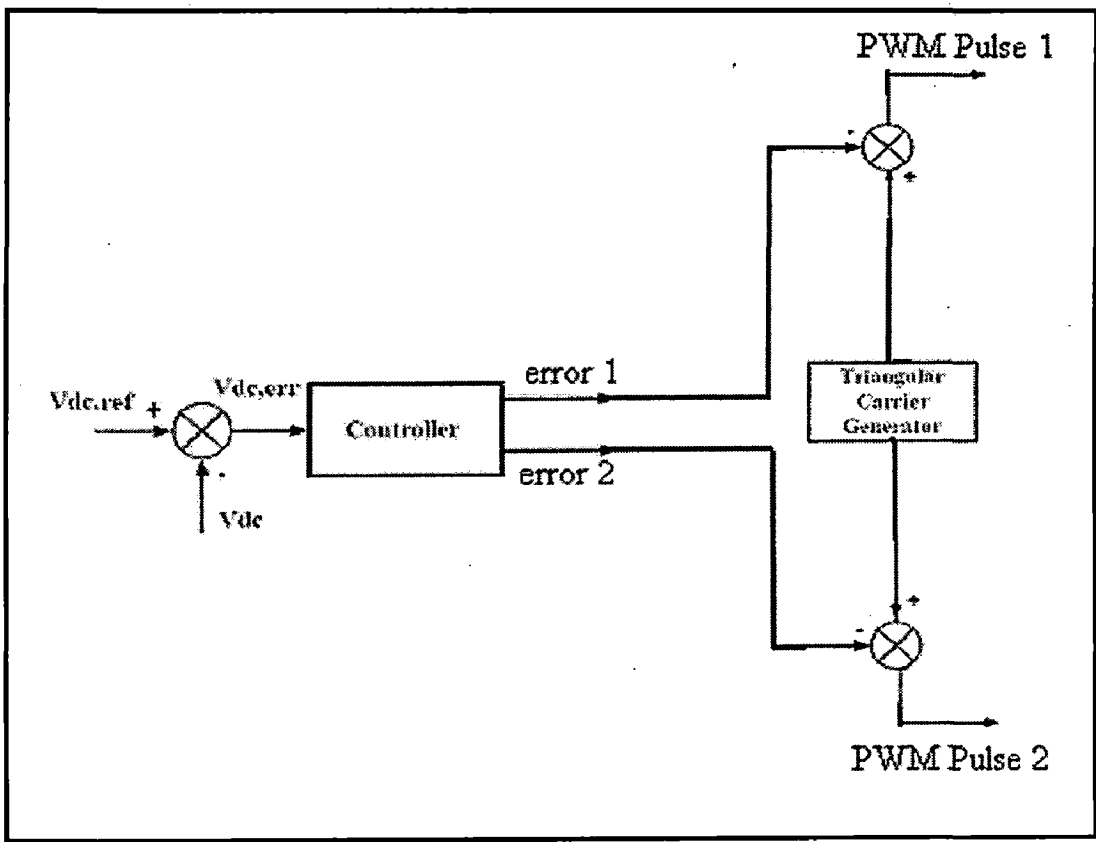 PWM Pulse 1
-
+
error 1
Vdc,err
Vdc.ref +
Triangular
Carrier
Generator
Controller
-
error 2
Vdc
+
-
PWM Pulse 2